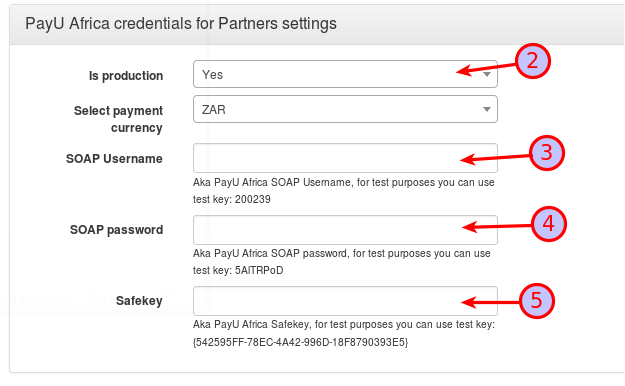 PayU Africa credentials for Partners settings
Is production Yes 2
Select payment ZAR
currency
SOAP Username 3
Aka PayU Africa SOAP Username, for test purposes you can use
test key: 200239
SOAP password 4
Aka PayU Africa SOAP password, for test purposes you can use
test key: 5AlTRPoD
Safekey 5
Aka PayU Africa Safekey, for test purposes you can use test key:
{542595FF-78EC-4A42-996D-18F8790393E5}